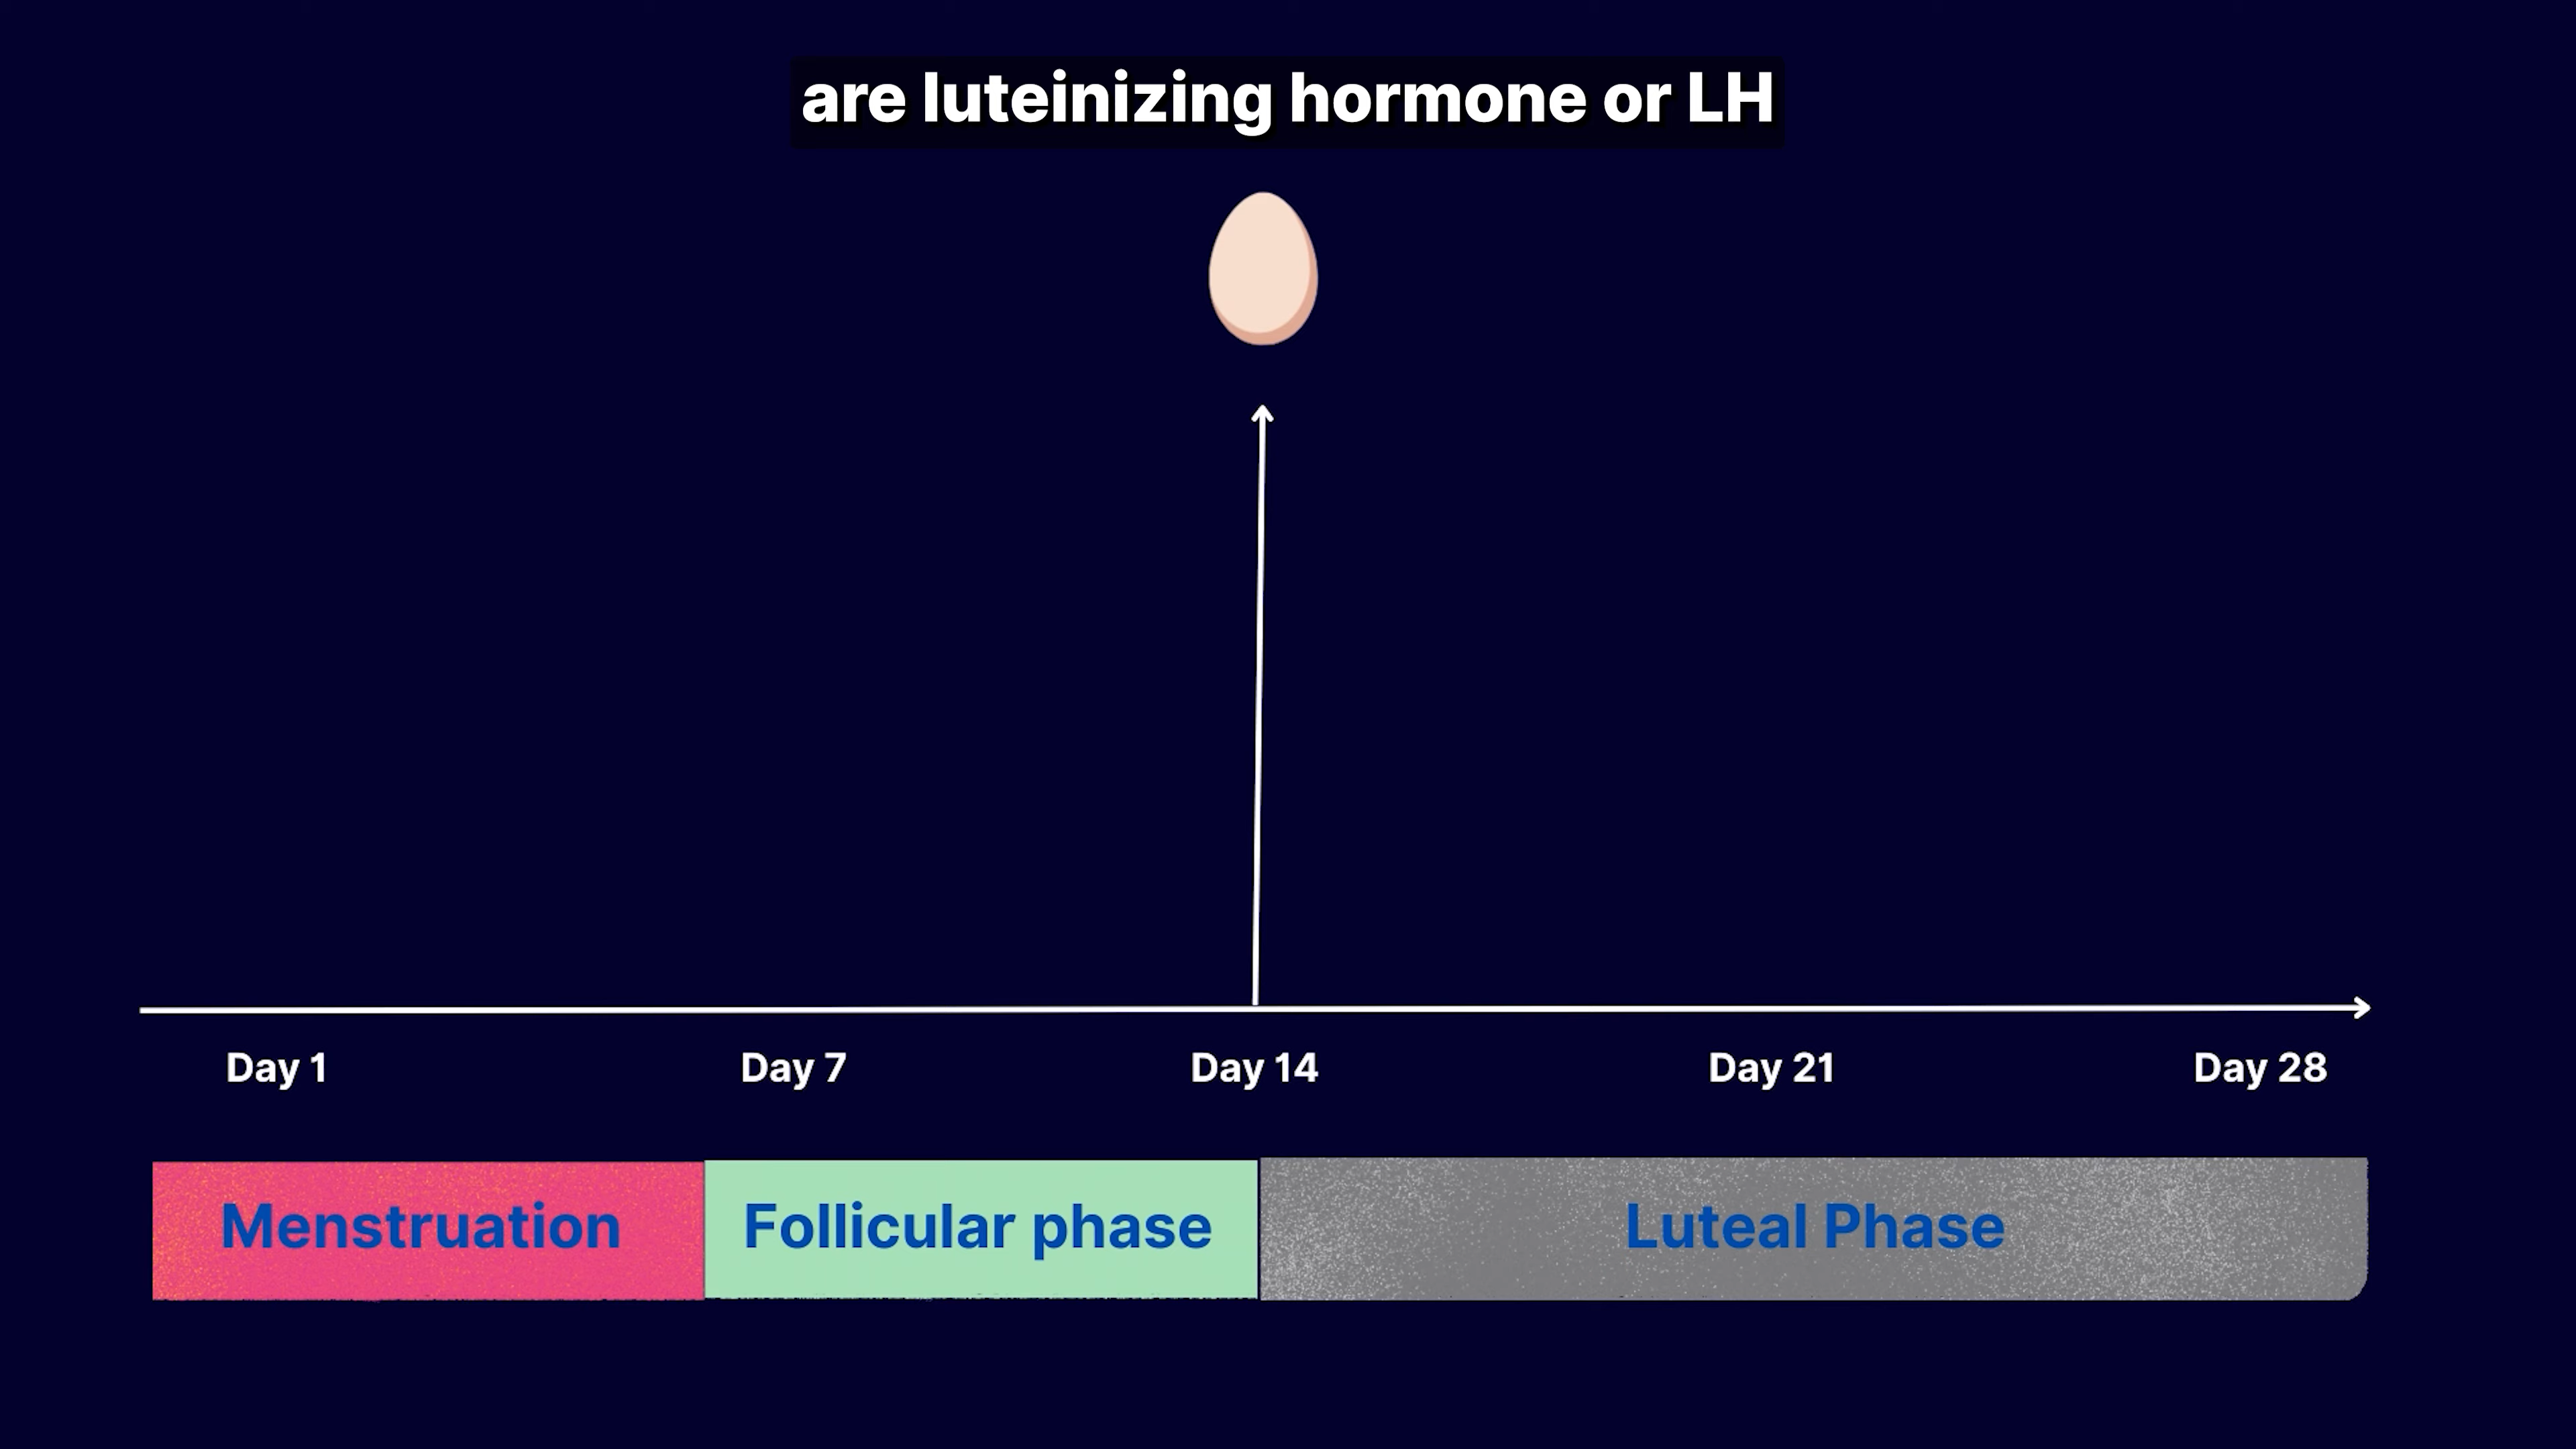 are luteinizing hormone or LH
Day 1 Day 7 Day 14 Day 21 Day 28
Menstruation Follicular phase Luteal Phase